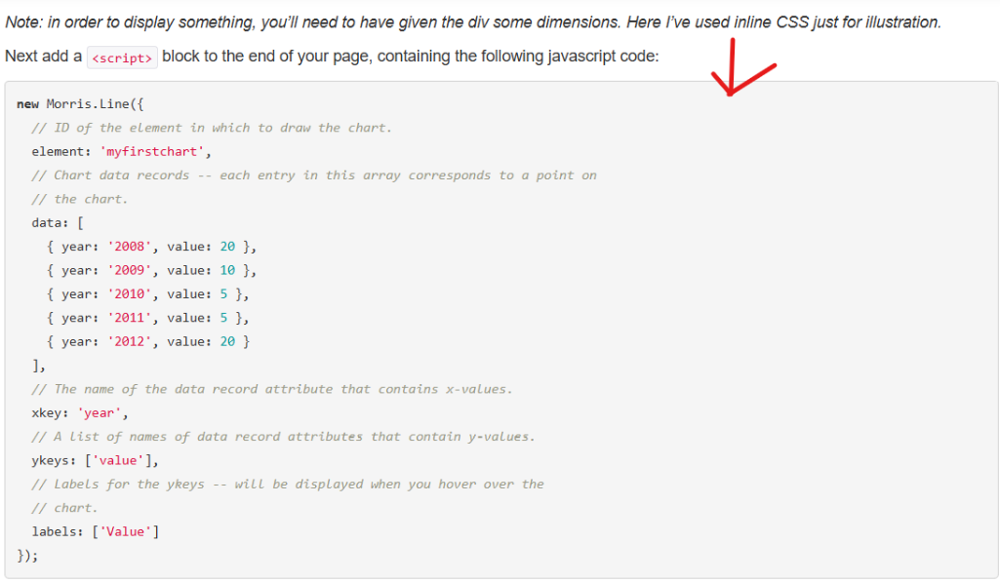 Note: in order to display something, you'll need to have given the div some dimensions. Here I've used inline CSS just for illustration.
Next add a <script> block to the end of your page, containing the following javascript code:
new Morris.Line({
  // ID of the element in which to draw the chart.
  element: 'myfirstchart',
  // Chart data records -- each entry in this array corresponds to a point on
  // the chart.
  data: [
    { year: '2008', value: 20 },
    { year: '2009', value: 10 },
    { year: '2010', value: 5 },
    { year: '2011', value: 5 },
    { year: '2012', value: 20 }
  ],
  // The name of the data record attribute that contains x-values.
  xkey: 'year',
  // A list of names of data record attributes that contain y-values.
  ykeys: ['value'],
  // Labels for the ykeys -- will be displayed when you hover over the
  // chart.
  labels: ['Value']
});